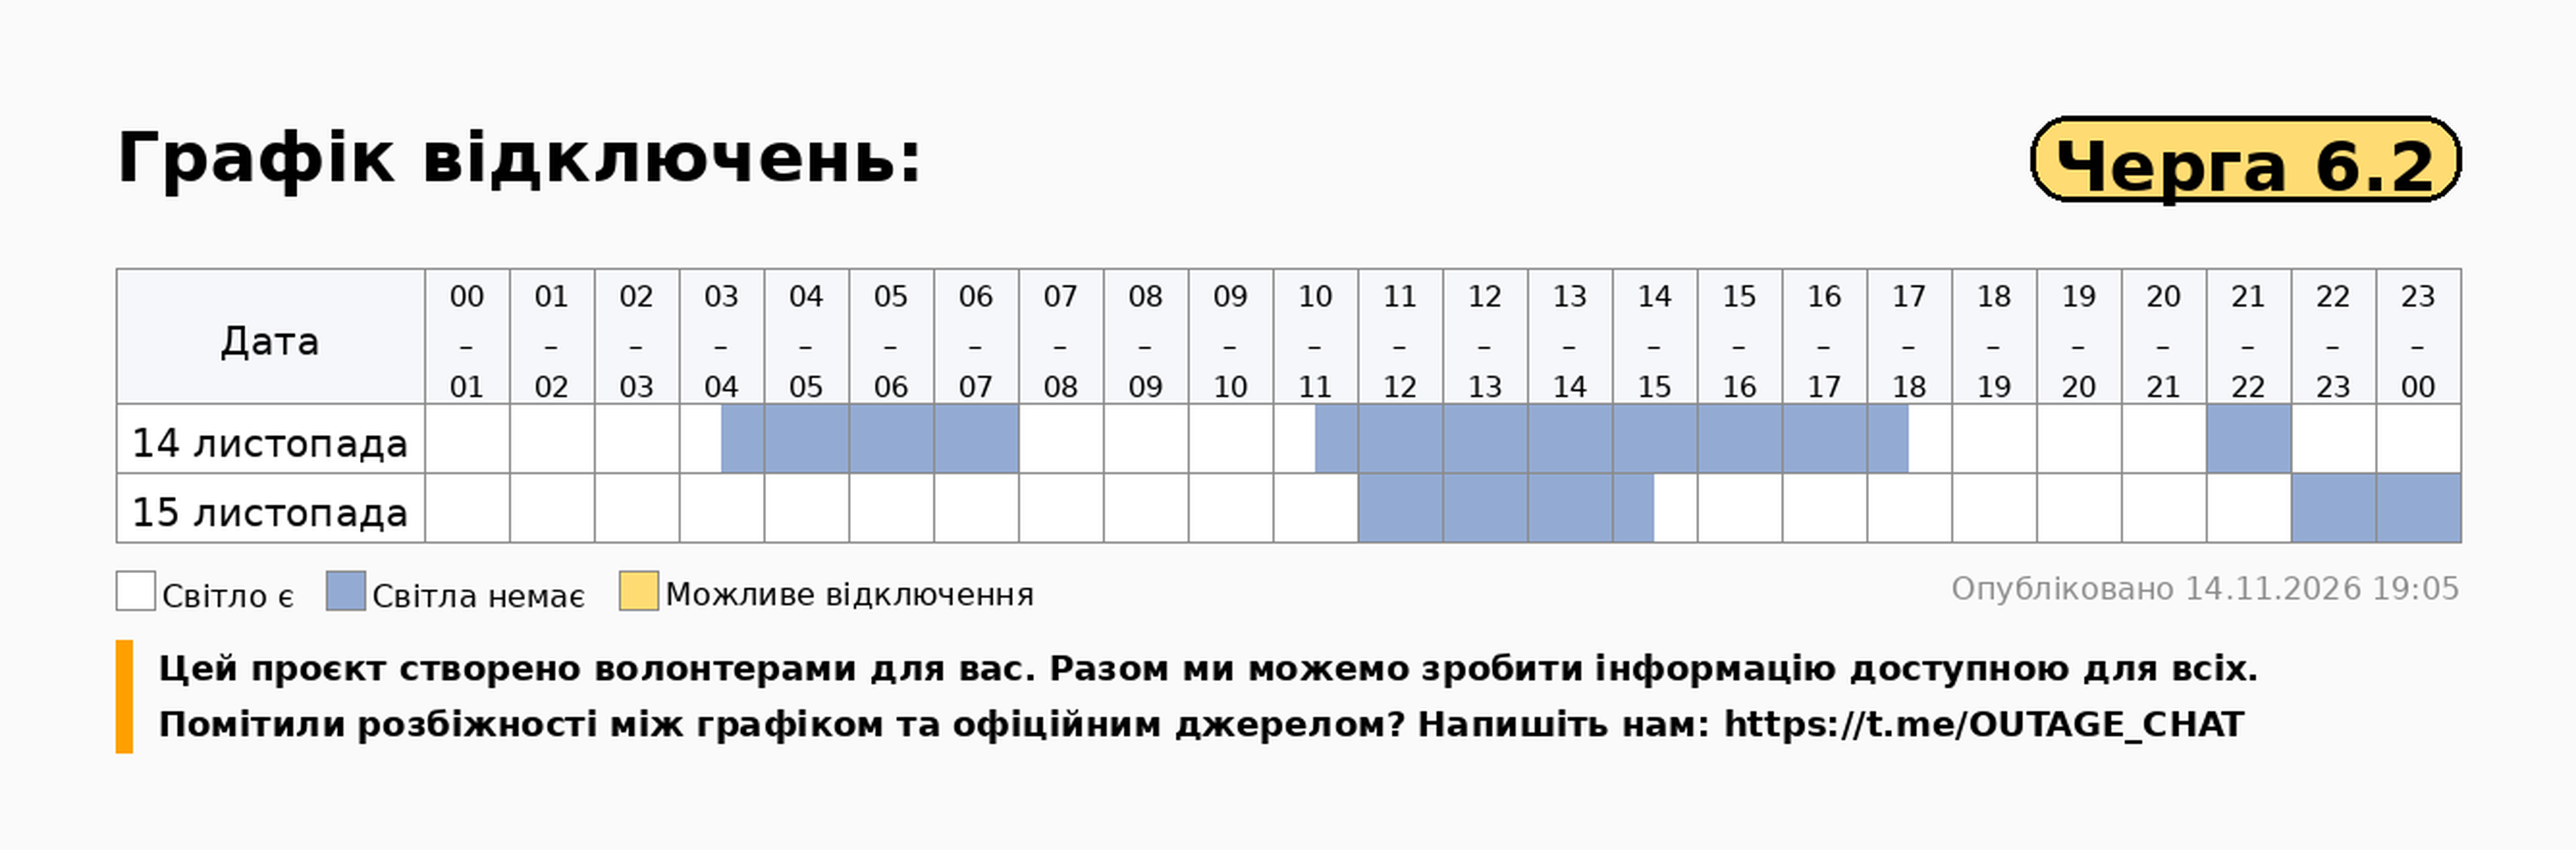 Графік відключень:
Черга 6.2
Дата
00 – 01
01 – 02
02 – 03
03 – 04
04 – 05
05 – 06
06 – 07
07 – 08
08 – 09
09 – 10
10 – 11
11 – 12
12 – 13
13 – 14
14 – 15
15 – 16
16 – 17
17 – 18
18 – 19
19 – 20
20 – 21
21 – 22
22 – 23
23 – 00
14 листопада
15 листопада
Світло є
Світла немає
Можливе відключення
Опубліковано 14.11.2026 19:05
Цей проєкт створено волонтерами для вас. Разом ми можемо зробити інформацію доступною для всіх.
Помітили розбіжності між графіком та офіційним джерелом? Напишіть нам: https://t.me/OUTAGE_CHAT